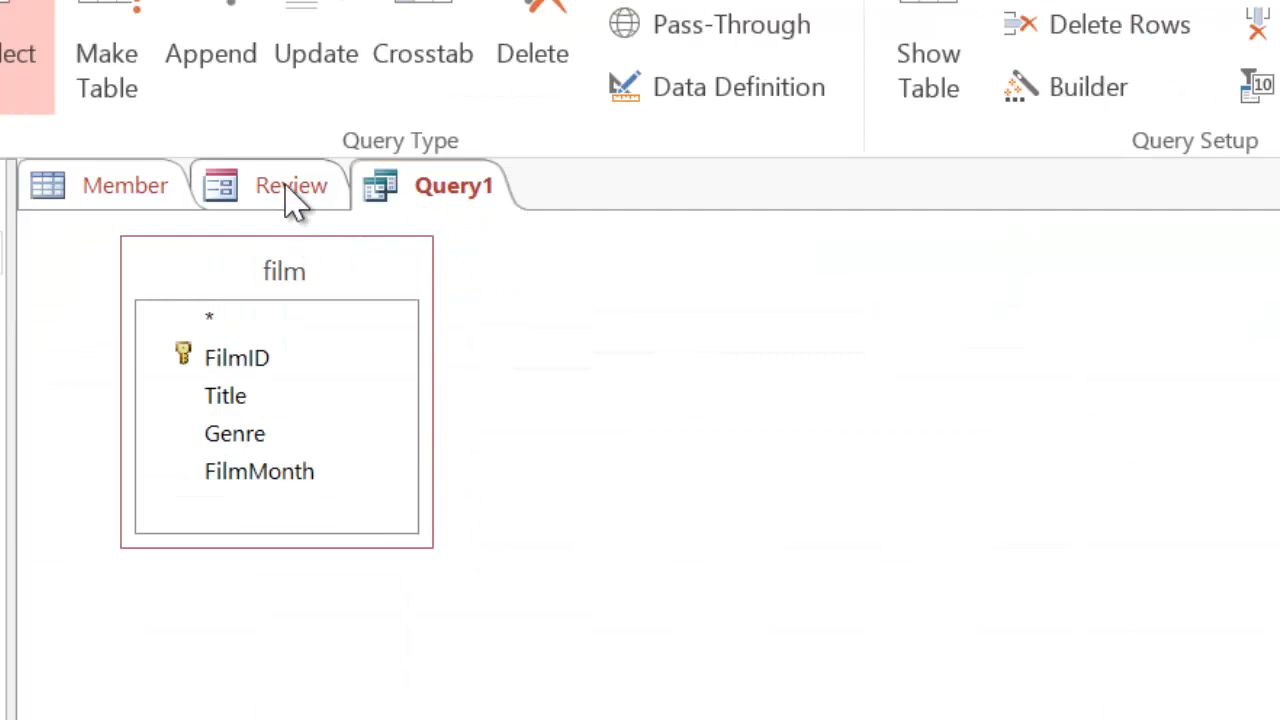 lect
Make Table
Append
Update
Crosstab
Delete
Pass-Through
Data Definition
Show Table
Delete Rows
Builder
10
Query Type
Query Setup
Member
Review
Query1
film
*
FilmID
Title
Genre
FilmMonth